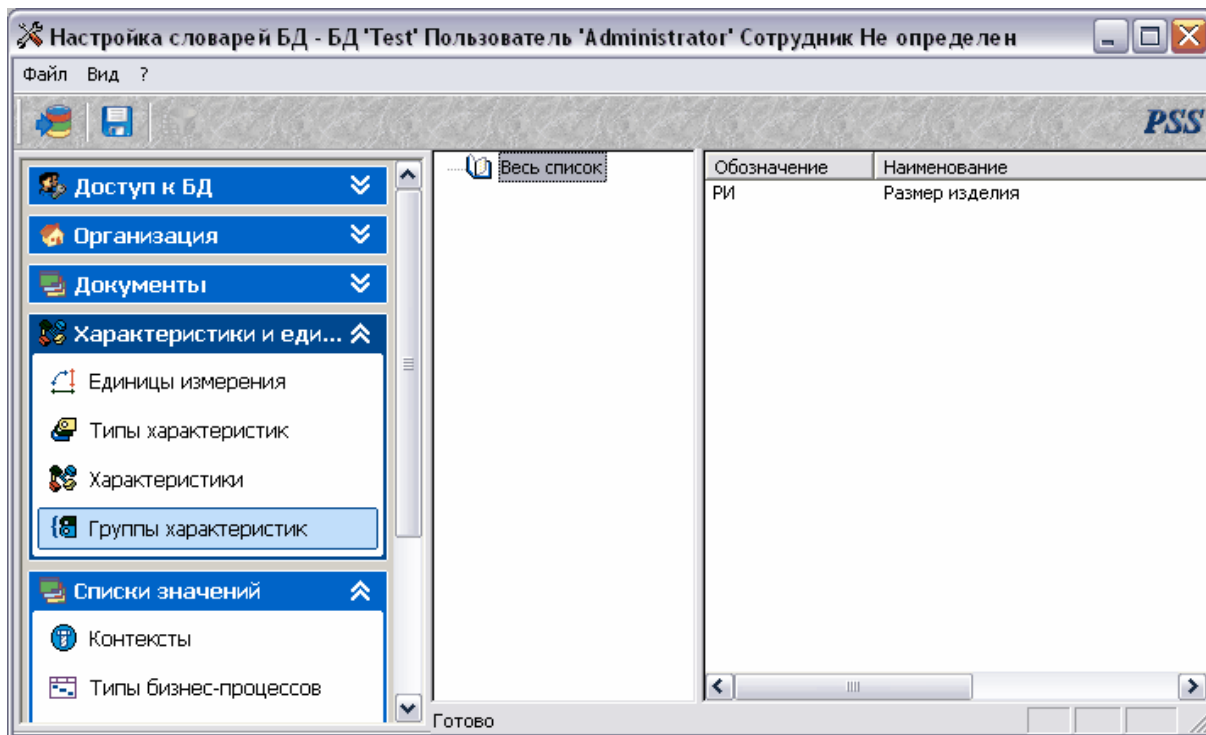 Настройка словарей БД - БД 'Test' Пользователь 'Administrator' Сотрудник Не определен
Файл Вид ?
PSS
Доступ к БД
Организация
Документы
Характеристики и еди...
Единицы измерения
Типы характеристик
Характеристики
Группы характеристик
Списки значений
Контексты
Типы бизнес-процессов
Весь список
Обозначение Наименование
РИ Размер изделия
Готово